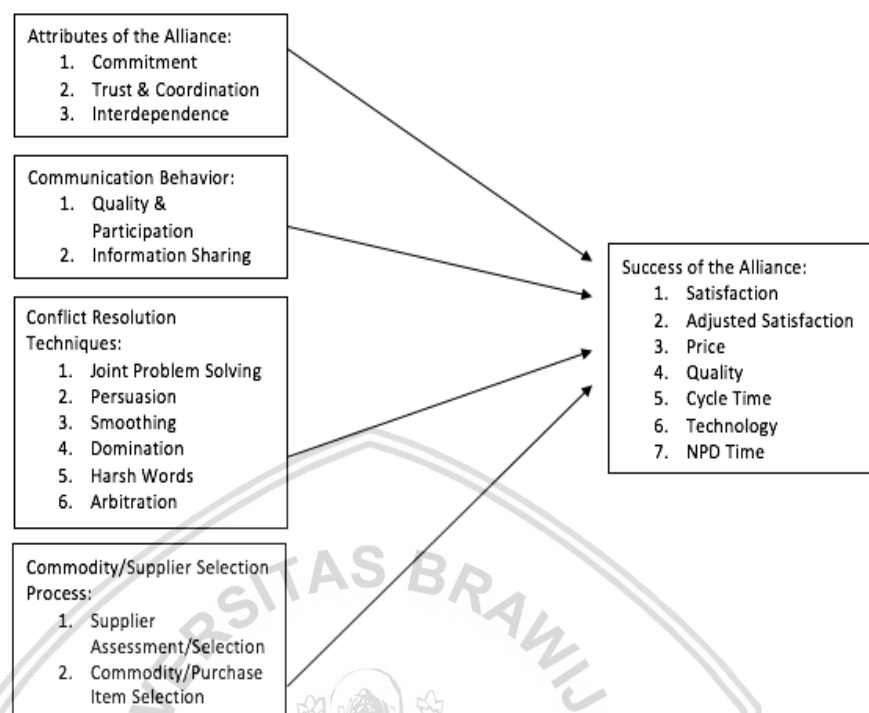 Attributes of the Alliance:
1. Commitment
2. Trust & Coordination
3. Interdependence
Communication Behavior:
1. Quality &
Participation
2. Information Sharing
Conflict Resolution
Techniques:
1. Joint Problem Solving
2. Persuasion
3. Smoothing
4. Domination
5. Harsh Words
6. Arbitration
Commodity/Supplier Selection
Process:
1. Supplier
Assessment/Selection
2. Commodity/Purchase
Item Selection
Success of the Alliance:
1. Satisfaction
2. Adjusted Satisfaction
3. Price
4. Quality
5. Cycle Time
6. Technology
7. NPD Time
ERSITAS BRAWIJ